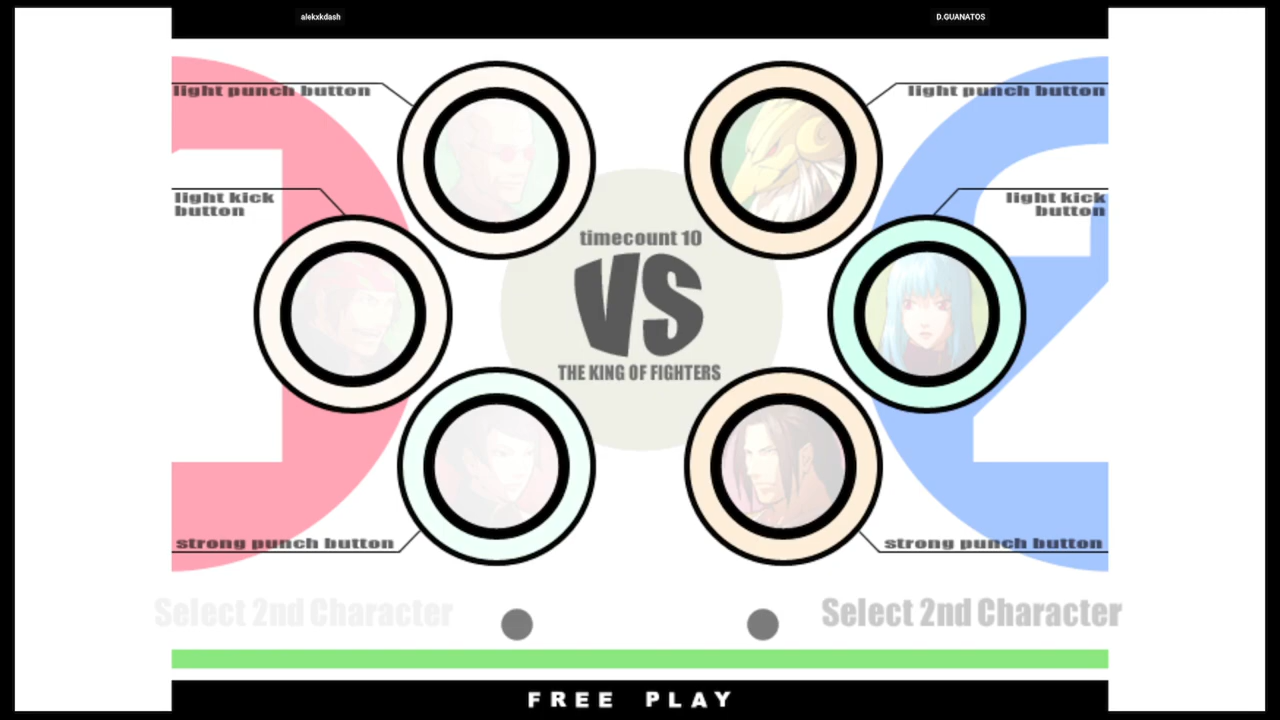 alekxkdash
D.GUANATOS
light punch button
light punch button
light kick
button
light kick
button
timecount 10
VS
THE KING OF FIGHTERS
strong punch button
strong punch button
Select 2nd Character
Select 2nd Character
FREE PLAY